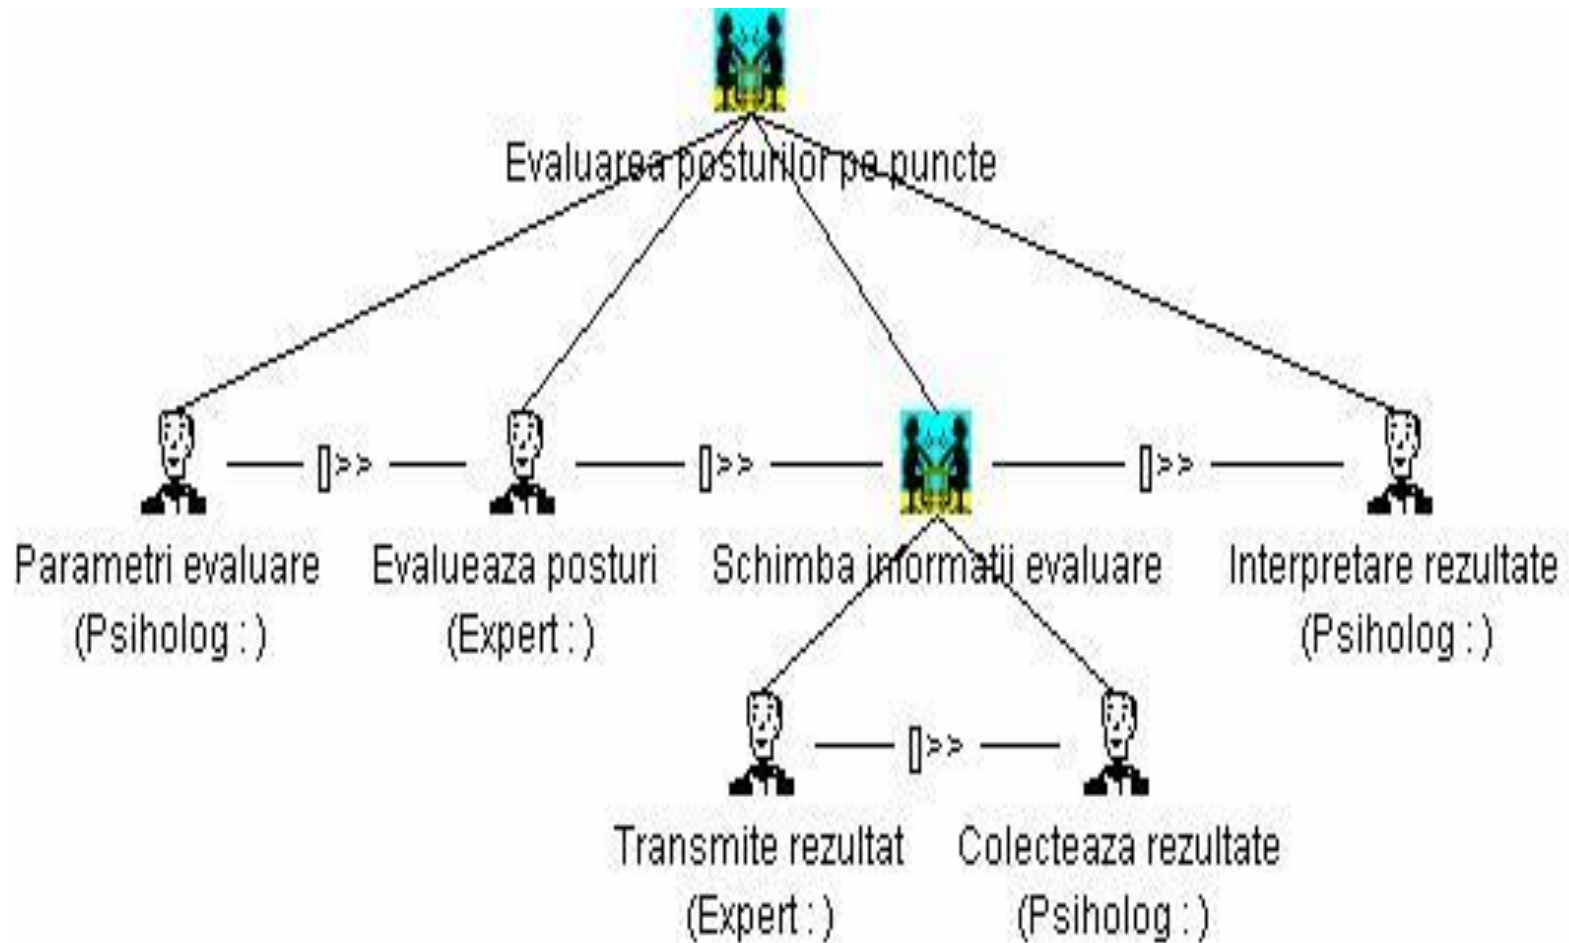 Evaluarea posturilor pe puncte
[]>> []>> []>>
Parametri evaluare Evalueaza posturi Schimba informatii evaluare Interpretare rezultate
(Psiholog : ) (Expert : ) (Psiholog : )
[]>>
Transmite rezultat Colecteaza rezultate
(Expert : ) (Psiholog : )